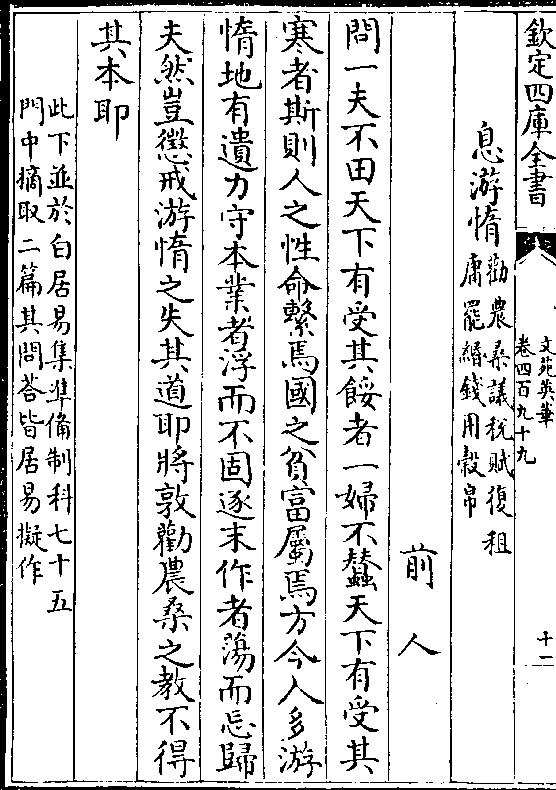 欽定四庫全書
文苑英華
卷四百九十九
十二
息游惰勸農桑議税賦復租
庸罷緡錢用穀帛
前人
問一夫不田天下有受其餒者一婦不蠶天下有受其
寒者斯則人之性命繫焉國之貧富屬焉方今人多游
惰地有遺力守本業者浮而不固逐末作者蕩而忘歸
夫然豈懲戒游惰之失其道耶將敦勸農桑之教不得
其本耶
此下並於白居易集準備制科七十五
門中摘取二篇其問荅皆居易擬作